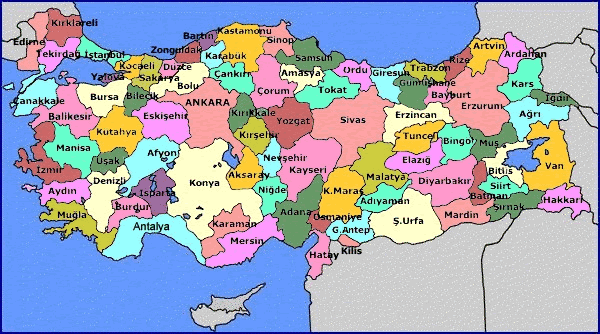 Kırklareli
Edirne
Tekirdag
İstanbul
Bartın
Kastamonu
Sinop
Zonguldak
Karabük
Samsun
Artvin
Ardahan
Rize
Trabzon
Kocaeli
Duzce
Yalova
Sakarya
Bolu
Çankırı
Amasya
Ordu
Giresun
Gümüşhane
Kars
Çanakkale
Bursa
Bilecik
Çorum
Tokat
Bayburt
Erzurum
Iğdır
ANKARA
Balikesir
Eskişehir
Kırıkkale
Yozgat
Sivas
Erzincan
Ağrı
Kutahya
Kırşehir
Tunceli
Bingöl
Muş
Manisa
Uşak
Afyon
Nevşehir
Kayseri
Elazığ
Bitlis
Van
İzmir
Aksaray
Malatya
Diyarbakır
Siirt
Aydın
Denizli
Isparta
Konya
Niğde
K.Maraş
Adıyaman
Batman
Şırnak
Hakkari
Muğla
Burdur
Adana
Osmaniye
Ş.Urfa
Mardin
Antalya
Karaman
Mersin
G.Antep
Hatay
Kilis